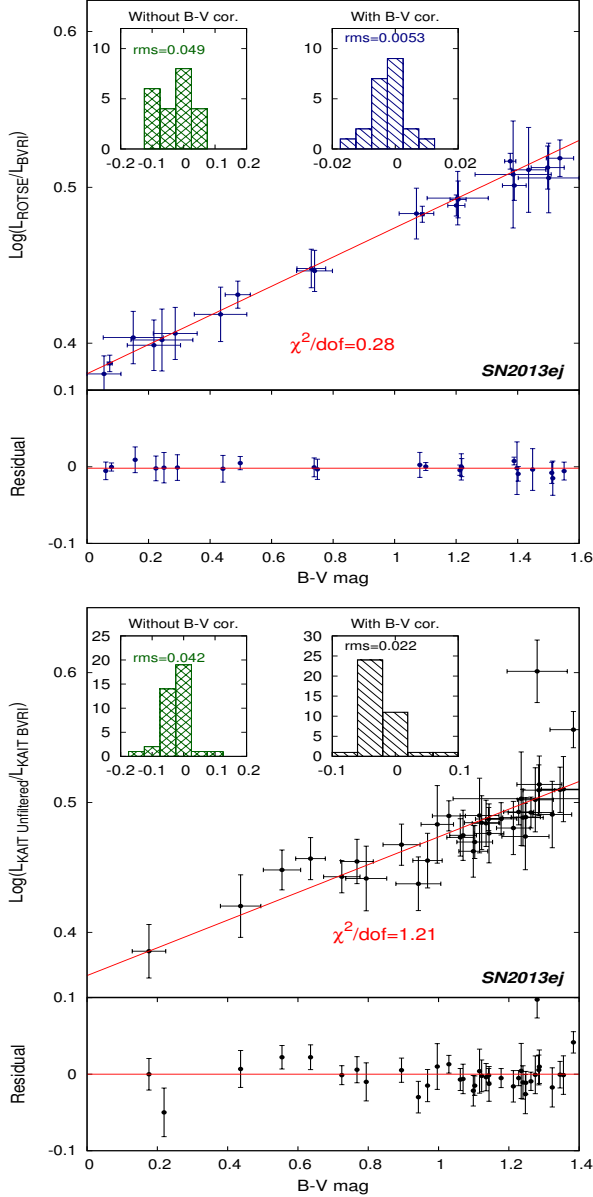 Without B-V cor.
With B-V cor.
rms=0.049
rms=0.0053
10
5
0
-0.2 -0.1 0 0.1 0.2
10
5
0
-0.02 0 0.02
0.6
0.5
0.4
Log(L_ROTSE/L_BVRI)
χ²/dof=0.28
SN2013ej
0.1
0
-0.1
Residual
0 0.2 0.4 0.6 0.8 1 1.2 1.4 1.6
B-V mag
Without B-V cor.
With B-V cor.
rms=0.042
rms=0.022
25
20
15
10
5
0
-0.2 -0.1 0 0.1 0.2
30
25
20
15
10
5
0
-0.1 0 0.1
0.6
0.5
0.4
Log(L_KAIT Unfiltered/L_KAIT BVRI)
χ²/dof=1.21
SN2013ej
0.1
0
-0.1
Residual
0 0.2 0.4 0.6 0.8 1 1.2 1.4
B-V mag